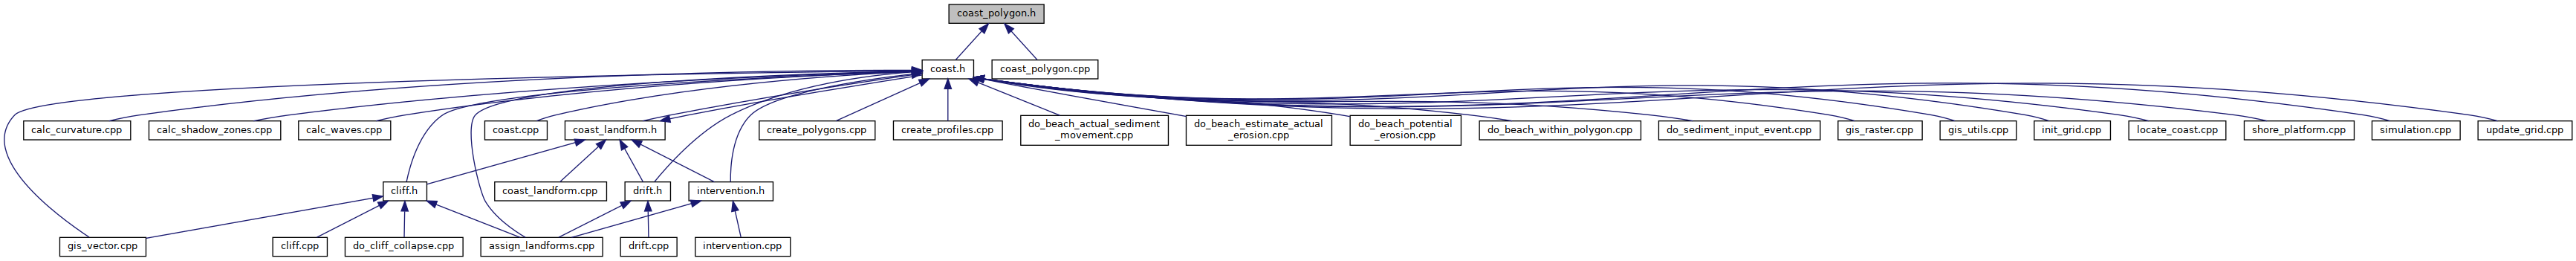 coast_polygon.h
coast.h
coast_polygon.cpp
calc_curvature.cpp
calc_shadow_zones.cpp
calc_waves.cpp
coast.cpp
coast_landform.h
create_polygons.cpp
create_profiles.cpp
do_beach_actual_sediment
_movement.cpp
do_beach_estimate_actual
_erosion.cpp
do_beach_potential
_erosion.cpp
do_beach_within_polygon.cpp
do_sediment_input_event.cpp
gis_raster.cpp
gis_utils.cpp
init_grid.cpp
locate_coast.cpp
shore_platform.cpp
simulation.cpp
update_grid.cpp
cliff.h
coast_landform.cpp
drift.h
intervention.h
gis_vector.cpp
cliff.cpp
do_cliff_collapse.cpp
assign_landforms.cpp
drift.cpp
intervention.cpp